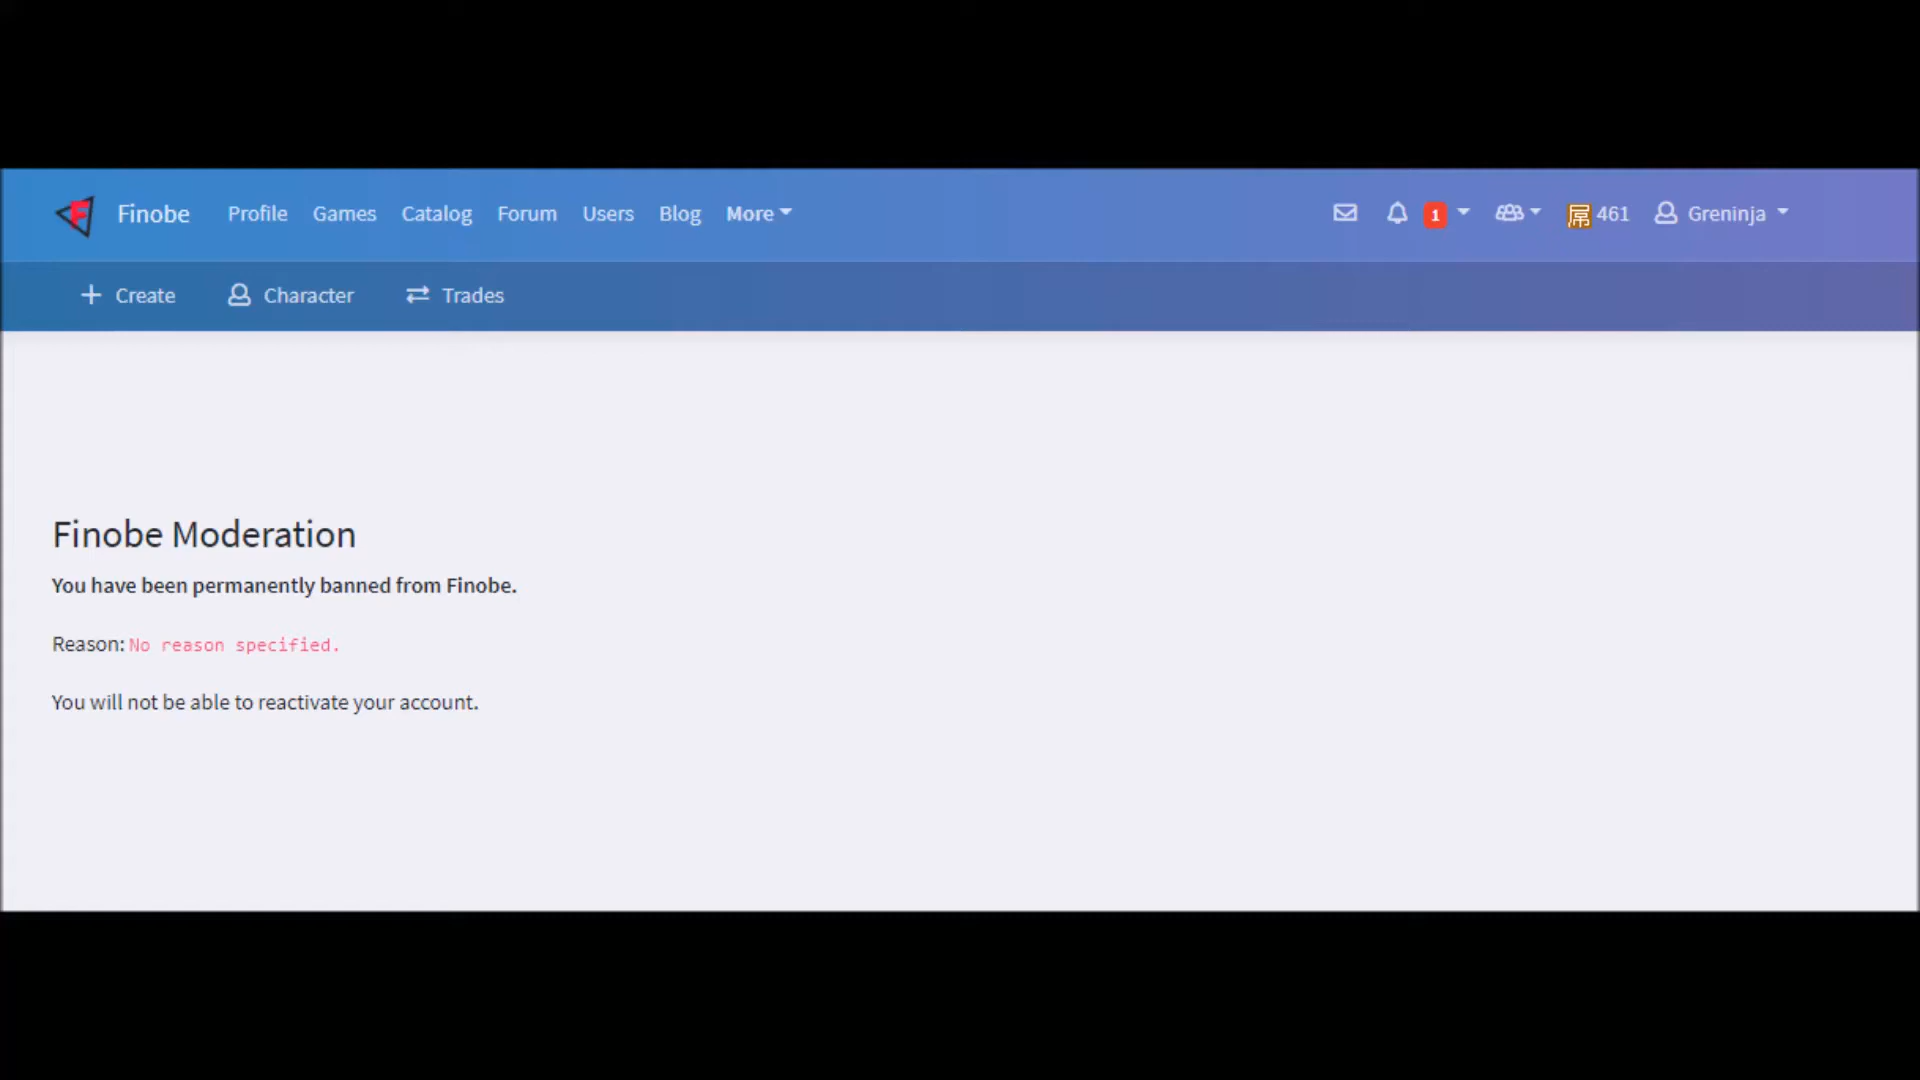 Finobe Profile Games Catalog Forum Users Blog More 1 屌 461 Greninja
Create Character Trades
Finobe Moderation
You have been permanently banned from Finobe.
Reason: No reason specified.
You will not be able to reactivate your account.